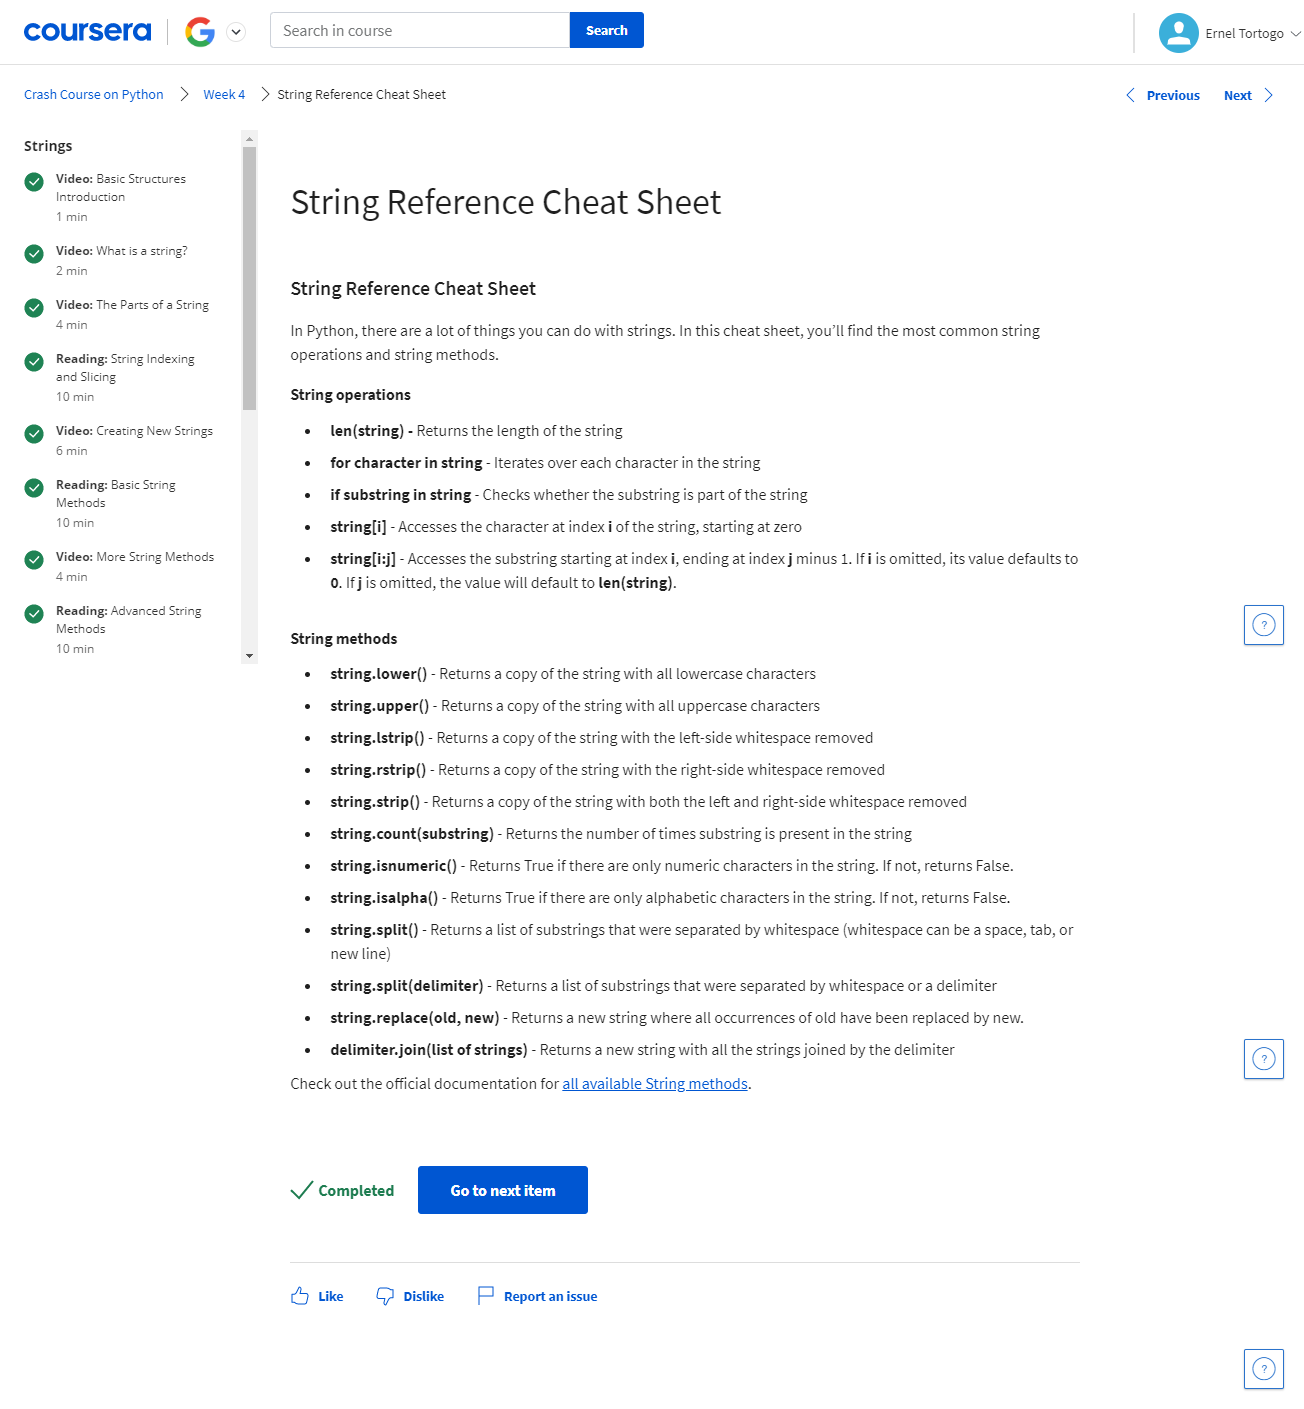 coursera
Search in course
Search
Ernel Tortogo
Crash Course on Python
Week 4
String Reference Cheat Sheet
Previous
Next
Strings
Video: Basic Structures
Introduction
1 min
Video: What is a string?
2 min
Video: The Parts of a String
4 min
Reading: String Indexing
and Slicing
10 min
Video: Creating New Strings
6 min
Reading: Basic String
Methods
10 min
Video: More String Methods
4 min
Reading: Advanced String
Methods
10 min
String Reference Cheat Sheet
String Reference Cheat Sheet
In Python, there are a lot of things you can do with strings. In this cheat sheet, you’ll find the most common string
operations and string methods.
String operations
• len(string) - Returns the length of the string
• for character in string - Iterates over each character in the string
• if substring in string - Checks whether the substring is part of the string
• string[i] - Accesses the character at index i of the string, starting at zero
• string[i:j] - Accesses the substring starting at index i, ending at index j minus 1. If i is omitted, its value defaults to
0. If j is omitted, the value will default to len(string).
String methods
• string.lower() - Returns a copy of the string with all lowercase characters
• string.upper() - Returns a copy of the string with all uppercase characters
• string.lstrip() - Returns a copy of the string with the left-side whitespace removed
• string.rstrip() - Returns a copy of the string with the right-side whitespace removed
• string.strip() - Returns a copy of the string with both the left and right-side whitespace removed
• string.count(substring) - Returns the number of times substring is present in the string
• string.isnumeric() - Returns True if there are only numeric characters in the string. If not, returns False.
• string.isalpha() - Returns True if there are only alphabetic characters in the string. If not, returns False.
• string.split() - Returns a list of substrings that were separated by whitespace (whitespace can be a space, tab, or
new line)
• string.split(delimiter) - Returns a list of substrings that were separated by whitespace or a delimiter
• string.replace(old, new) - Returns a new string where all occurrences of old have been replaced by new.
• delimiter.join(list of strings) - Returns a new string with all the strings joined by the delimiter
Check out the official documentation for all available String methods.
Completed
Go to next item
Like
Dislike
Report an issue
?
?
?